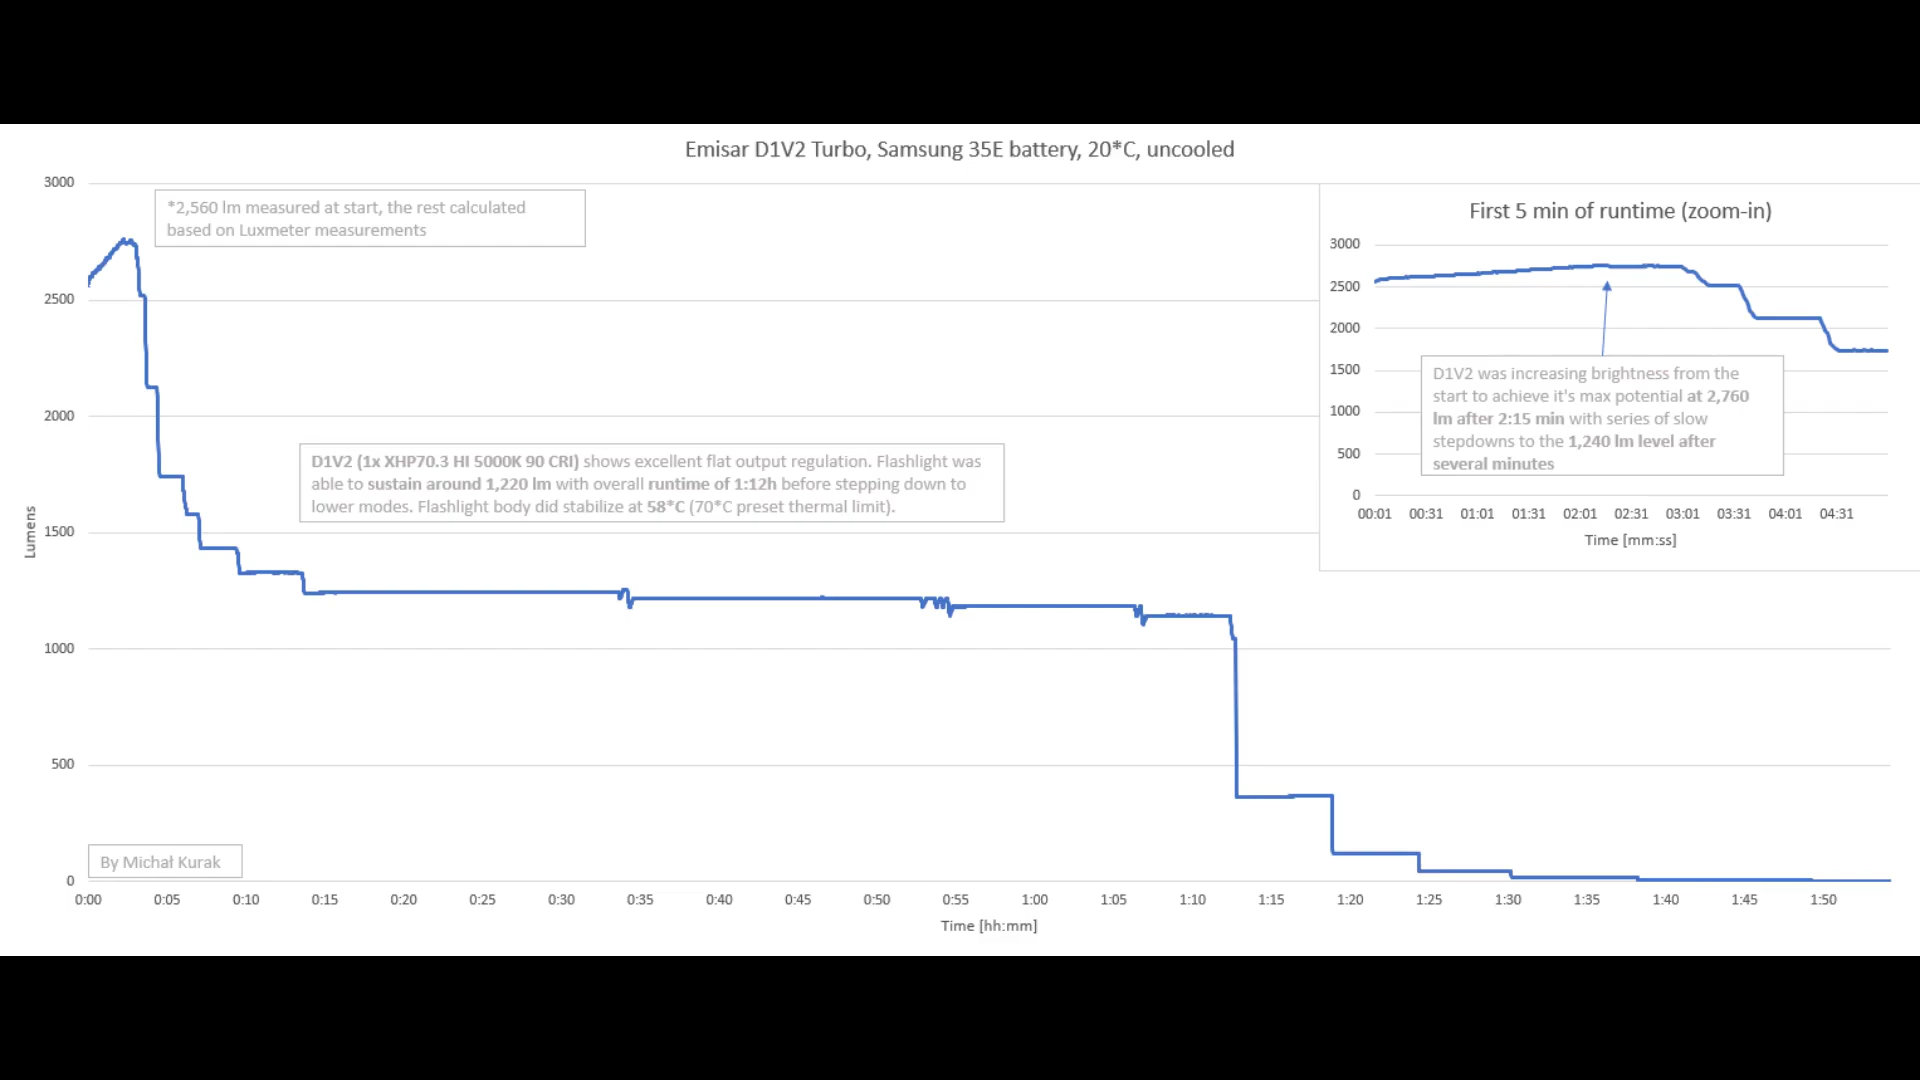 Emisar D1V2 Turbo, Samsung 35E battery, 20*C, uncooled
3000
2500
2000
1500
1000
500
0
Lumens
*2,560 lm measured at start, the rest calculated
based on Luxmeter measurements
D1V2 (1x XHP70.3 HI 5000K 90 CRI) shows excellent flat output regulation. Flashlight was
able to sustain around 1,220 lm with overall runtime of 1:12h before stepping down to
lower modes. Flashlight body did stabilize at 58*C (70*C preset thermal limit).
By Michał Kurak
0:00 0:05 0:10 0:15 0:20 0:25 0:30 0:35 0:40 0:45 0:50 0:55 1:00 1:05 1:10 1:15 1:20 1:25 1:30 1:35 1:40 1:45 1:50
Time [hh:mm]
First 5 min of runtime (zoom-in)
3000
2500
2000
1500
1000
500
0
D1V2 was increasing brightness from the
start to achieve it's max potential at 2,760
lm after 2:15 min with series of slow
stepdowns to the 1,240 lm level after
several minutes
00:01 00:31 01:01 01:31 02:01 02:31 03:01 03:31 04:01 04:31
Time [mm:ss]